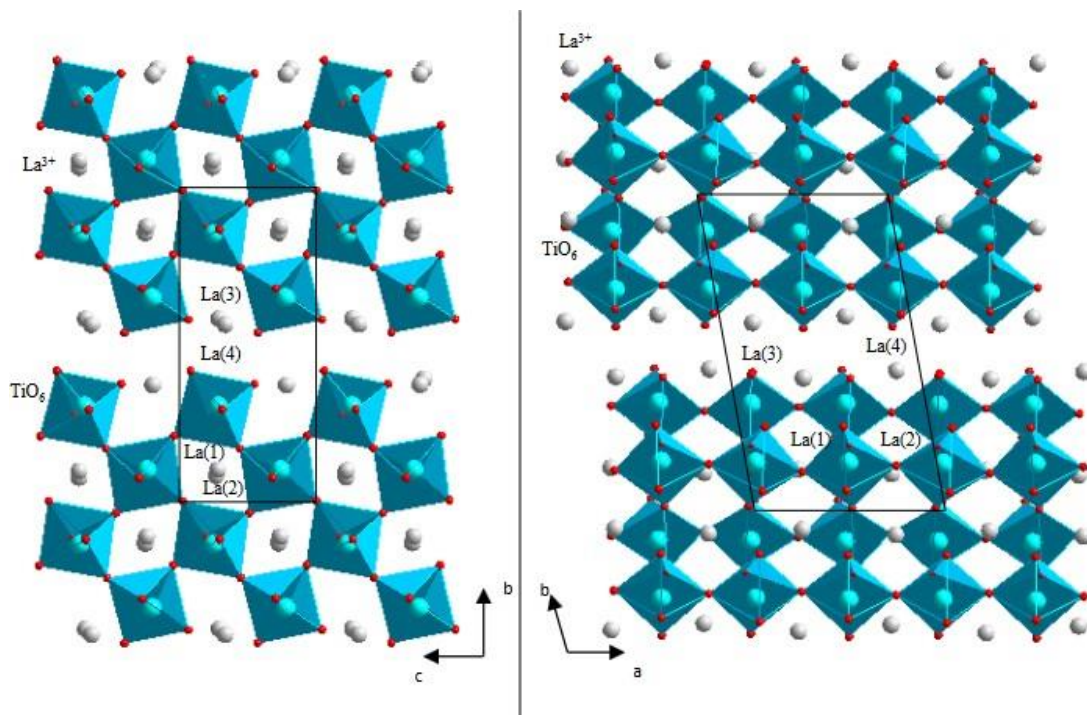 La³⁺
TiO₆
La(3)
La(4)
TiO₆
La(1)
La(2)
b
c
La³⁺
TiO₆
La(4)
La(3)
La(1)
La(2)
b
a